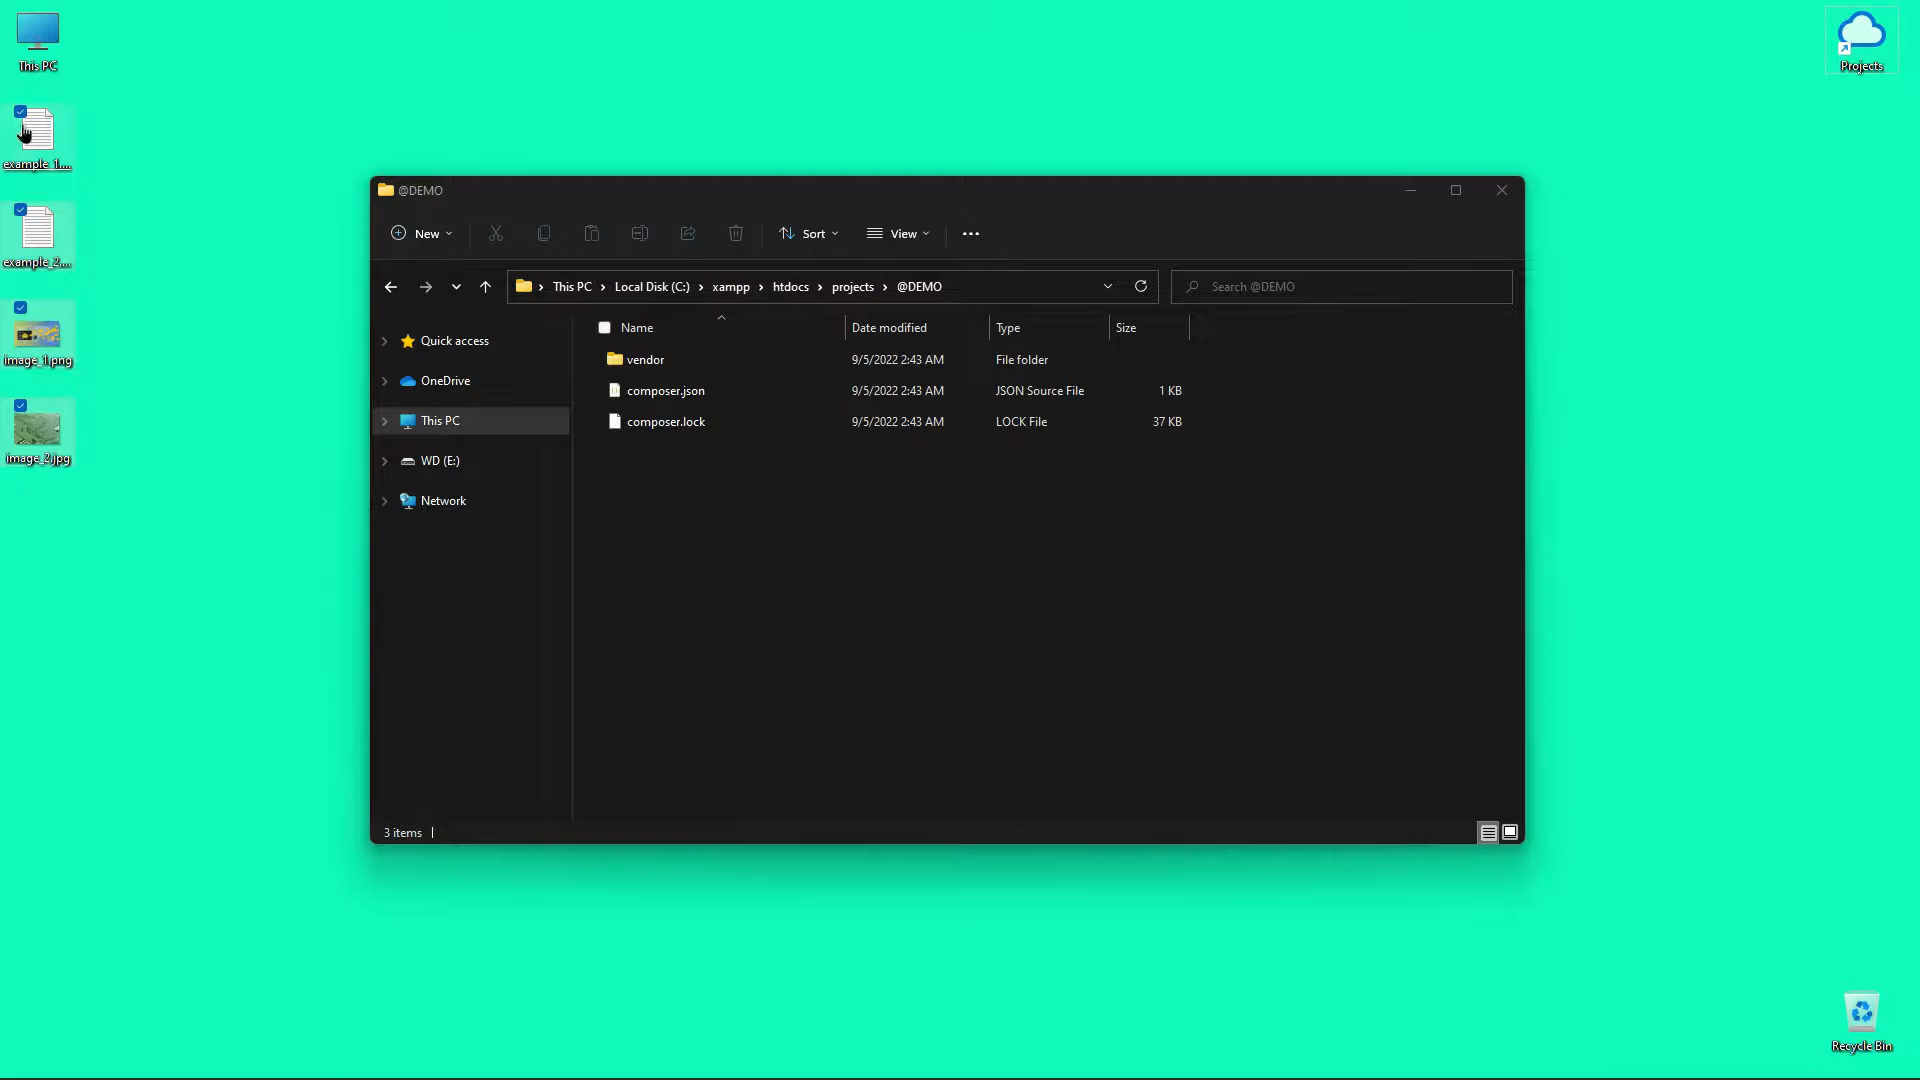 This PC
Projects
example_1....
example_2....
image_1.png
image_2.jpg
@DEMO
New
Sort
View
This PC
Local Disk (C:)
xampp
htdocs
projects
@DEMO
Search @DEMO
Quick access
OneDrive
This PC
WD (E:)
Network
Name Date modified Type Size
vendor 9/5/2022 2:43 AM File folder
composer.json 9/5/2022 2:43 AM JSON Source File 1 KB
composer.lock 9/5/2022 2:43 AM LOCK File 37 KB
3 items
Recycle Bin